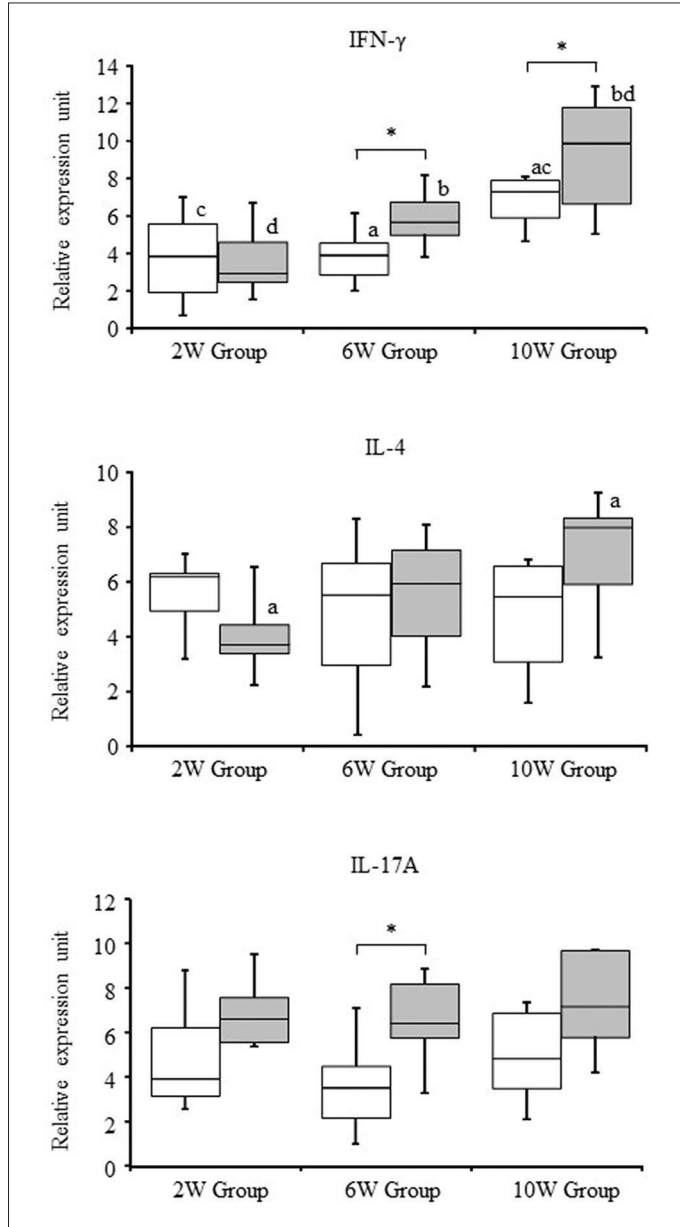 IFN-γ
Relative expression unit
14
12
10
8
6
4
2
0
*
*
c
d
a
b
ac
bd
2W Group 6W Group 10W Group
IL-4
Relative expression unit
10
8
6
4
2
0
a
a
2W Group 6W Group 10W Group
IL-17A
Relative expression unit
12
10
8
6
4
2
0
*
2W Group 6W Group 10W Group